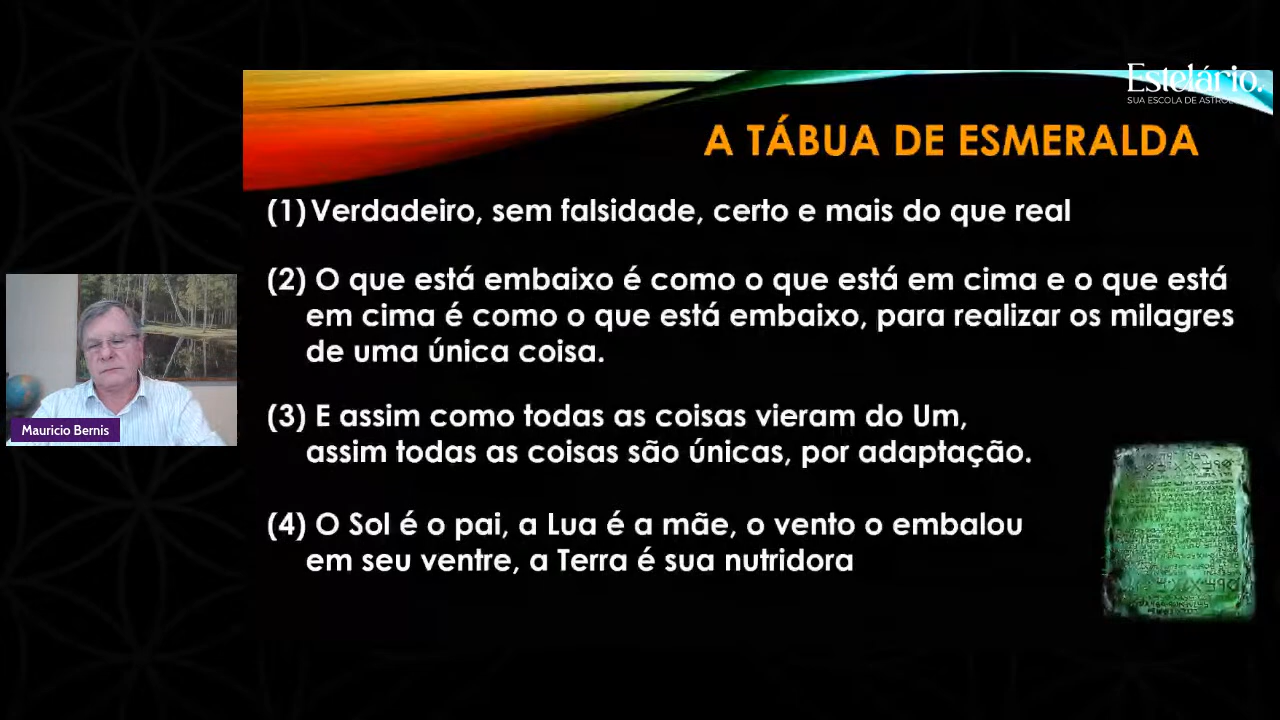 Estelário.
SUA ESCOLA DE ASTROLOGIA
A TÁBUA DE ESMERALDA
(1) Verdadeiro, sem falsidade, certo e mais do que real
(2) O que está embaixo é como o que está em cima e o que está
em cima é como o que está embaixo, para realizar os milagres
de uma única coisa.
(3) E assim como todas as coisas vieram do Um,
assim todas as coisas são únicas, por adaptação.
(4) O Sol é o pai, a Lua é a mãe, o vento o embalou
em seu ventre, a Terra é sua nutridora
Mauricio Bernis